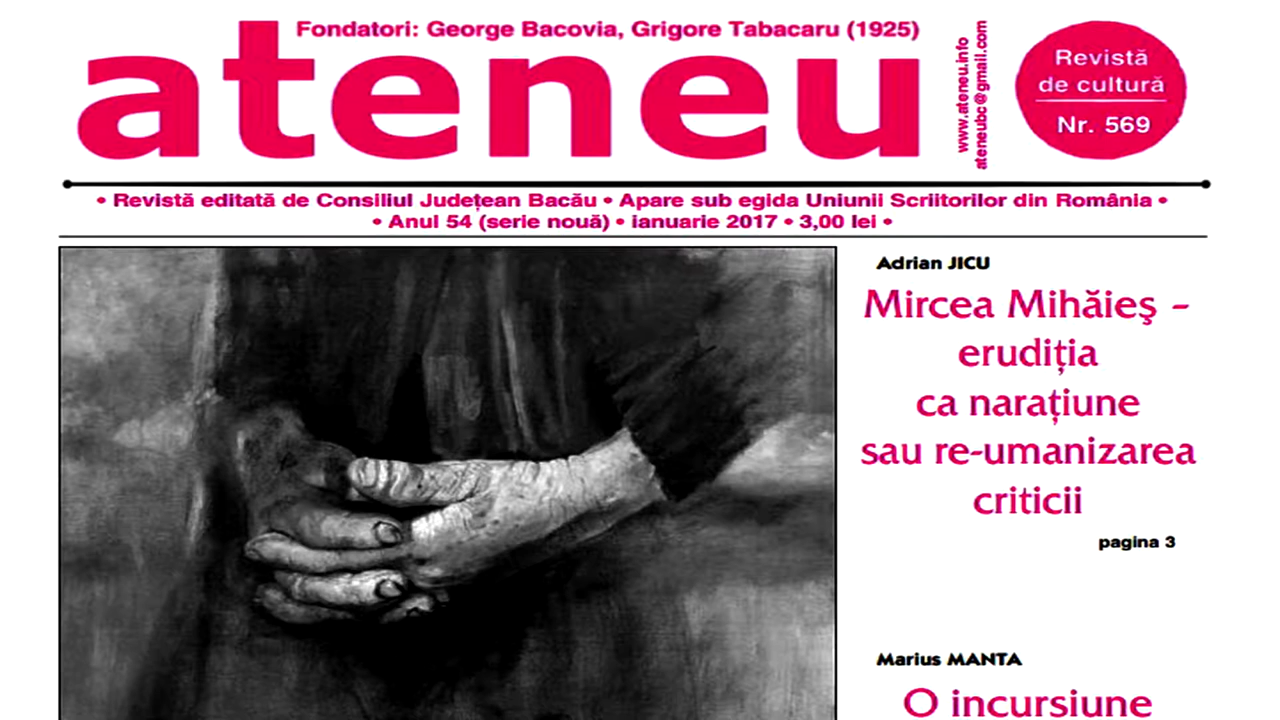 Fondatori: George Bacovia, Grigore Tabacaru (1925)
ateneu
www.ateneu.info
ateneubc@gmail.com
Revistă
de cultură
Nr. 569
• Revistă editată de Consiliul Județean Bacău • Apare sub egida Uniunii Scriitorilor din România •
• Anul 54 (serie nouă) • ianuarie 2017 • 3,00 lei •
Adrian JICU
Mircea Mihăieş -
erudiția
ca narațiune
sau re-umanizarea
criticii
pagina 3
Marius MANTA
O incursiune